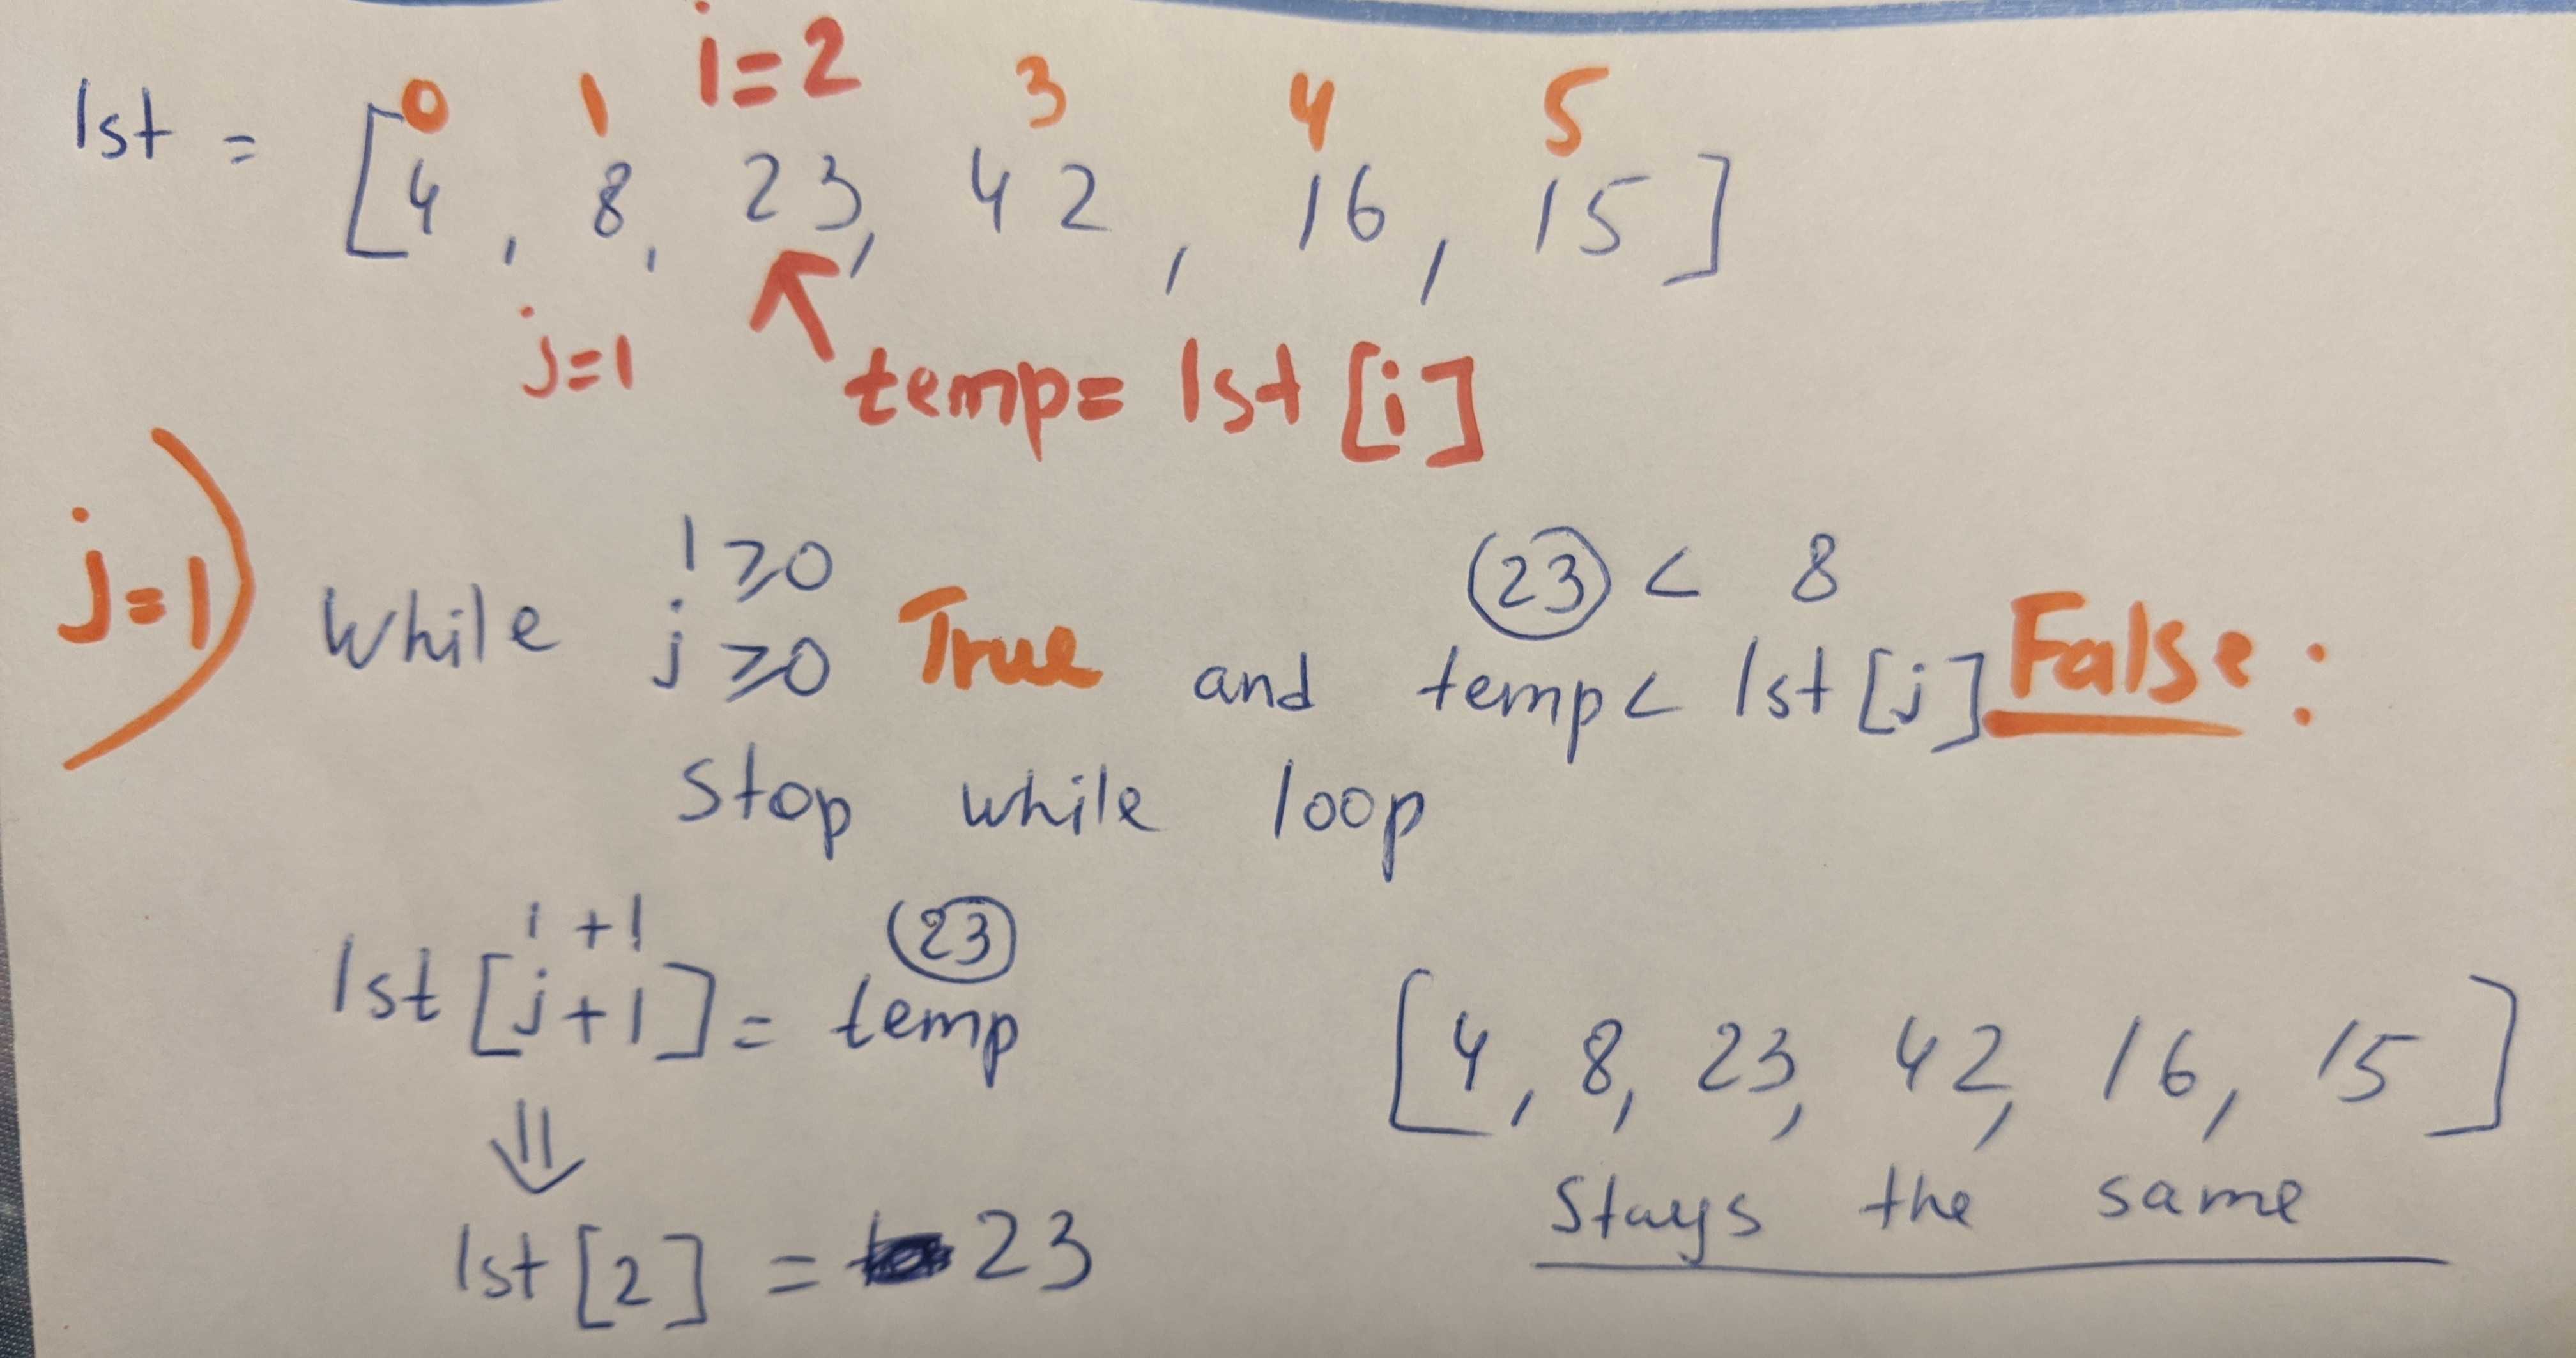 0 1 i=2 3 4 5
lst = [4, 8, 23, 42, 16, 15]
j=1 temp= lst [i]
1 ≥0 23 < 8
j=1) While j ≥0 True and temp< lst [j] False:
stop while loop
1 +1 23
lst [j+1] = temp
[4, 8, 23, 42, 16, 15]
⇓
stays the same
lst [2] = 23